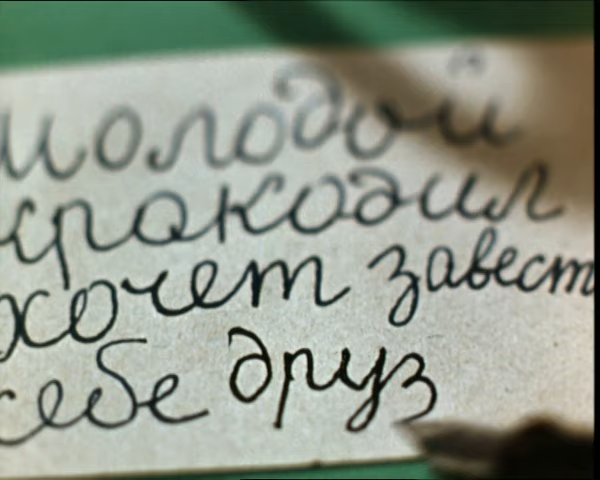 молодой
крокодил
хочет завест
себе друз